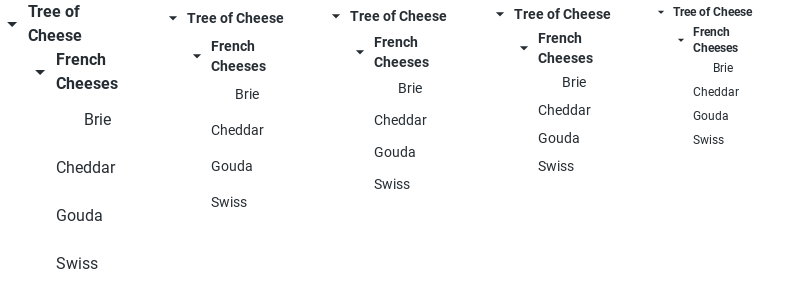 Tree of
Cheese
French
Cheeses
Brie
Cheddar
Gouda
Swiss
Tree of Cheese
French
Cheeses
Brie
Cheddar
Gouda
Swiss
Tree of Cheese
French
Cheeses
Brie
Cheddar
Gouda
Swiss
Tree of Cheese
French
Cheeses
Brie
Cheddar
Gouda
Swiss
Tree of Cheese
French
Cheeses
Brie
Cheddar
Gouda
Swiss